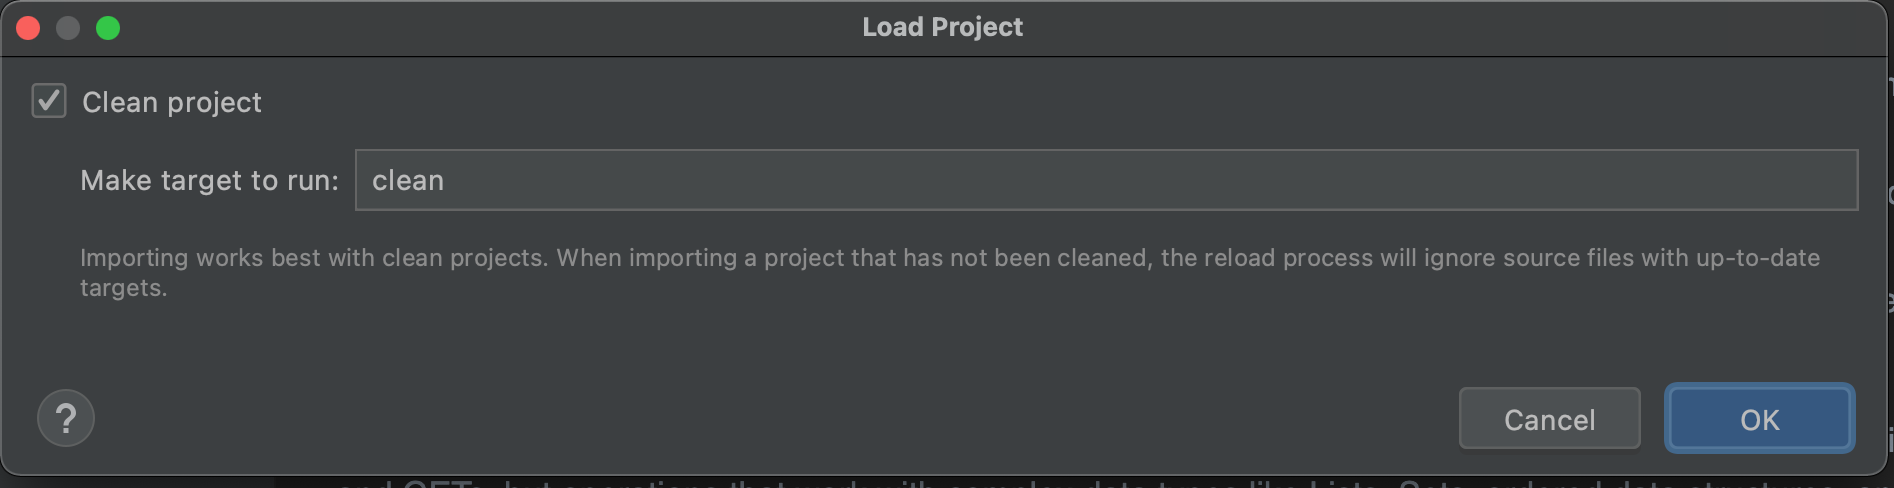 Load Project
Clean project
Make target to run: clean
Importing works best with clean projects. When importing a project that has not been cleaned, the reload process will ignore source files with up-to-date
targets.
?
Cancel
OK